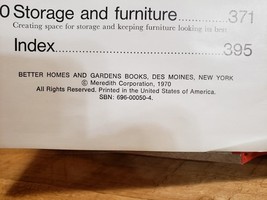 0 Storage and furniture..................371
Creating space for storage and keeping furniture looking its best
Index........................................395
BETTER HOMES AND GARDENS BOOKS, DES MOINES, NEW YORK
© Meredith Corporation, 1970
All Rights Reserved. Printed in the United States of America.
SBN: 696-00050-4.